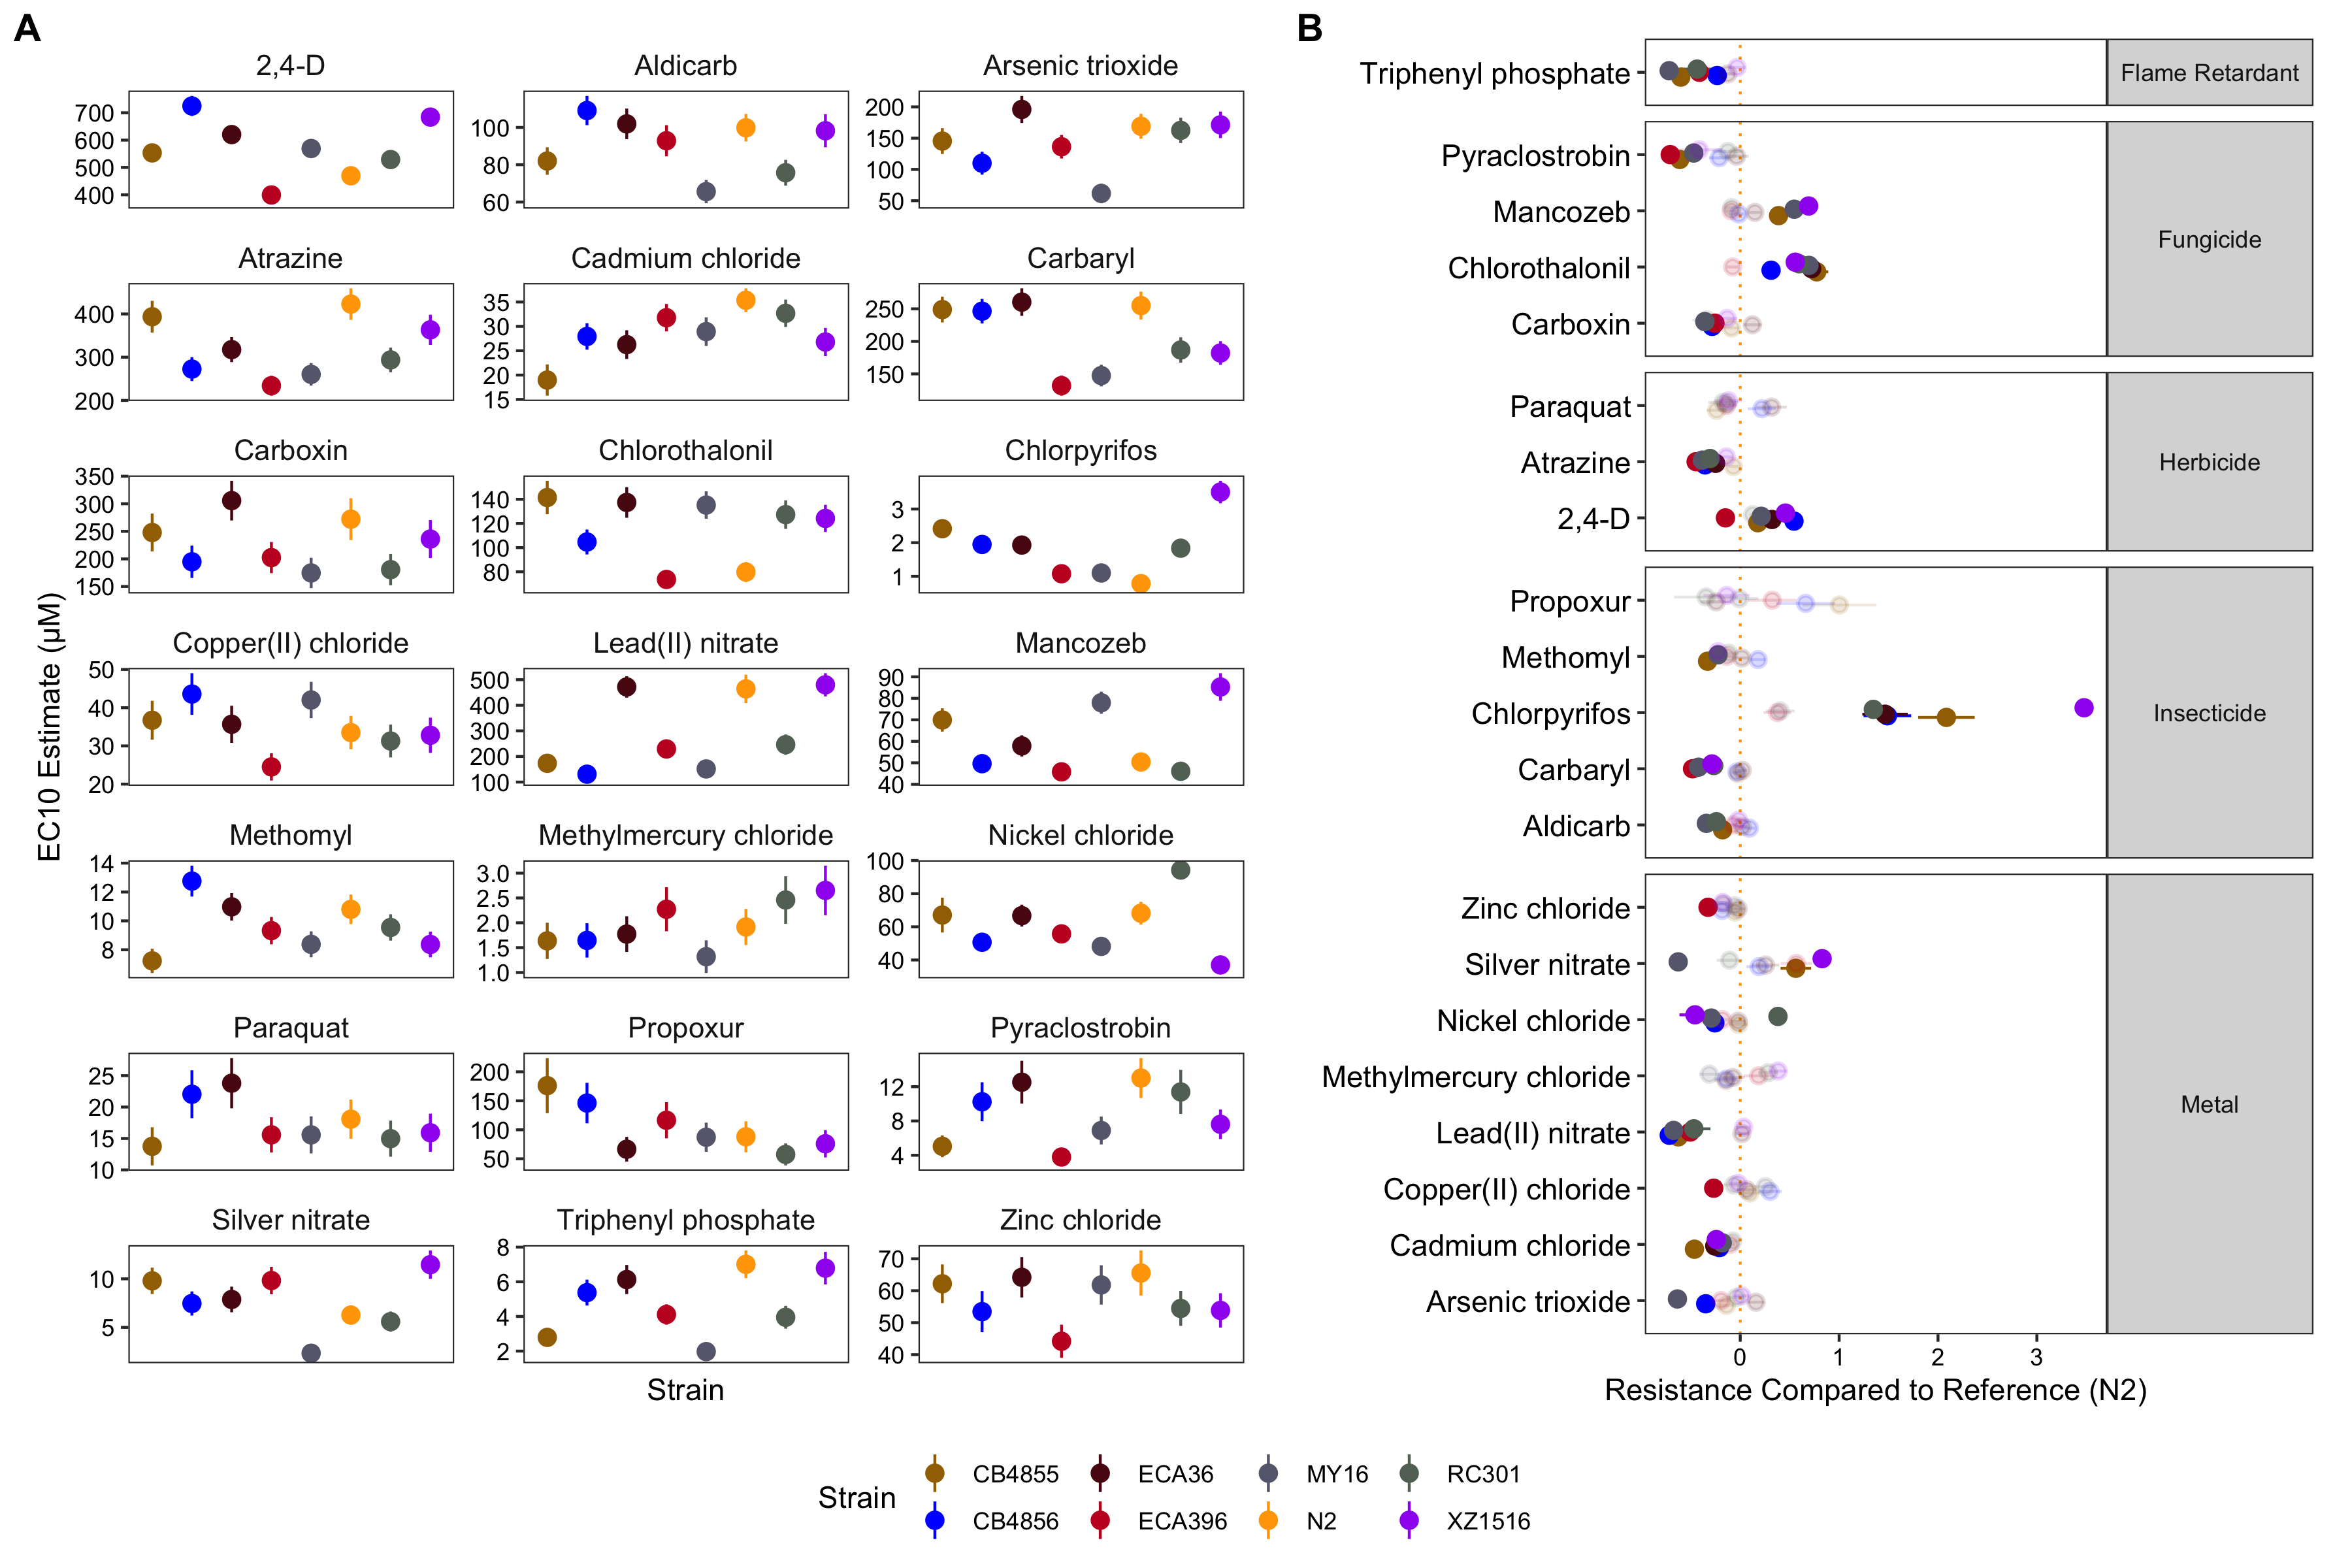 A
B
2,4-D
Aldicarb
Arsenic trioxide
700
600
500
400
100
80
60
200
150
100
50
Atrazine
Cadmium chloride
Carbaryl
400
300
200
35
30
25
20
15
250
200
150
Carboxin
Chlorothalonil
Chlorpyrifos
350
300
250
200
150
140
120
100
80
3
2
1
Copper(II) chloride
Lead(II) nitrate
Mancozeb
50
40
30
20
500
400
300
200
100
90
80
70
60
50
40
Methomyl
Methylmercury chloride
Nickel chloride
14
12
10
8
3.0
2.5
2.0
1.5
1.0
100
80
60
40
Paraquat
Propoxur
Pyraclostrobin
25
20
15
10
200
150
100
50
12
8
4
Silver nitrate
Triphenyl phosphate
Zinc chloride
10
5
8
6
4
2
70
60
50
40
EC10 Estimate (µM)
Strain
Triphenyl phosphate
Flame Retardant
Pyraclostrobin
Mancozeb
Chlorothalonil
Carboxin
Fungicide
Paraquat
Atrazine
2,4-D
Herbicide
Propoxur
Methomyl
Chlorpyrifos
Carbaryl
Aldicarb
Insecticide
Zinc chloride
Silver nitrate
Nickel chloride
Methylmercury chloride
Lead(II) nitrate
Copper(II) chloride
Cadmium chloride
Arsenic trioxide
Metal
0 1 2 3
Resistance Compared to Reference (N2)
Strain
CB4855 ECA36 MY16 RC301
CB4856 ECA396 N2 XZ1516